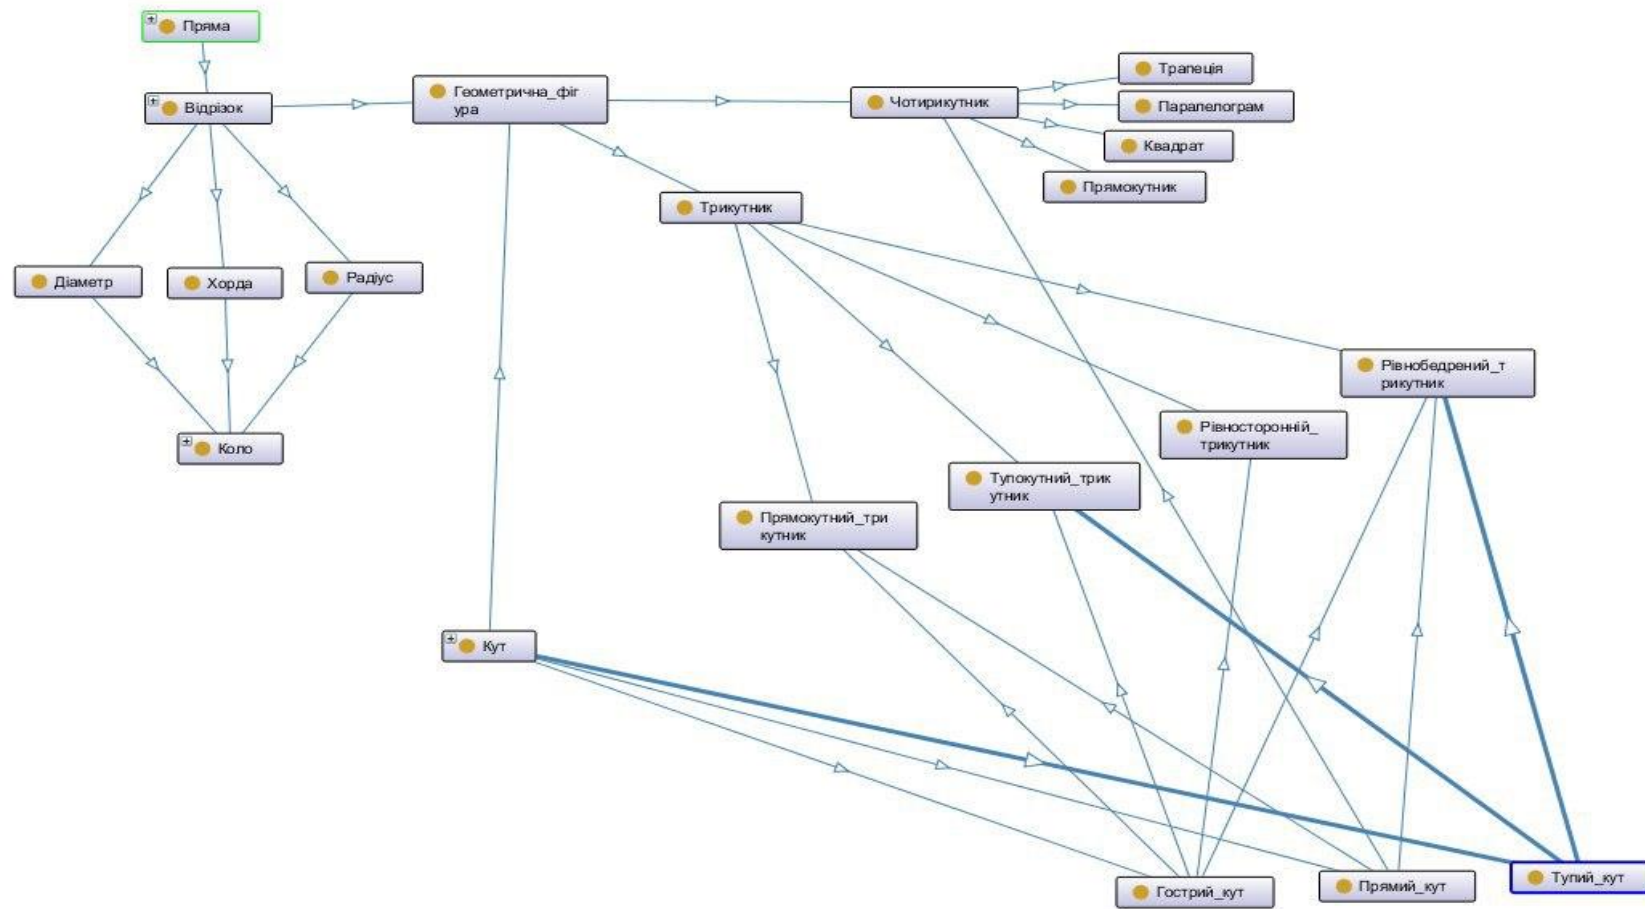 Пряма
Відрізок
Геометрична_фіг
ура
Чотирикутник
Трапеція
Паралелограм
Квадрат
Прямокутник
Трикутник
Діаметр
Хорда
Радіус
Рівнобедрений_т
рикутник
Рівносторонній_
трикутник
Коло
Тупокутний_трик
утник
Прямокутний_три
кутник
Кут
Гострий_кут
Прямий_кут
Тупий_кут